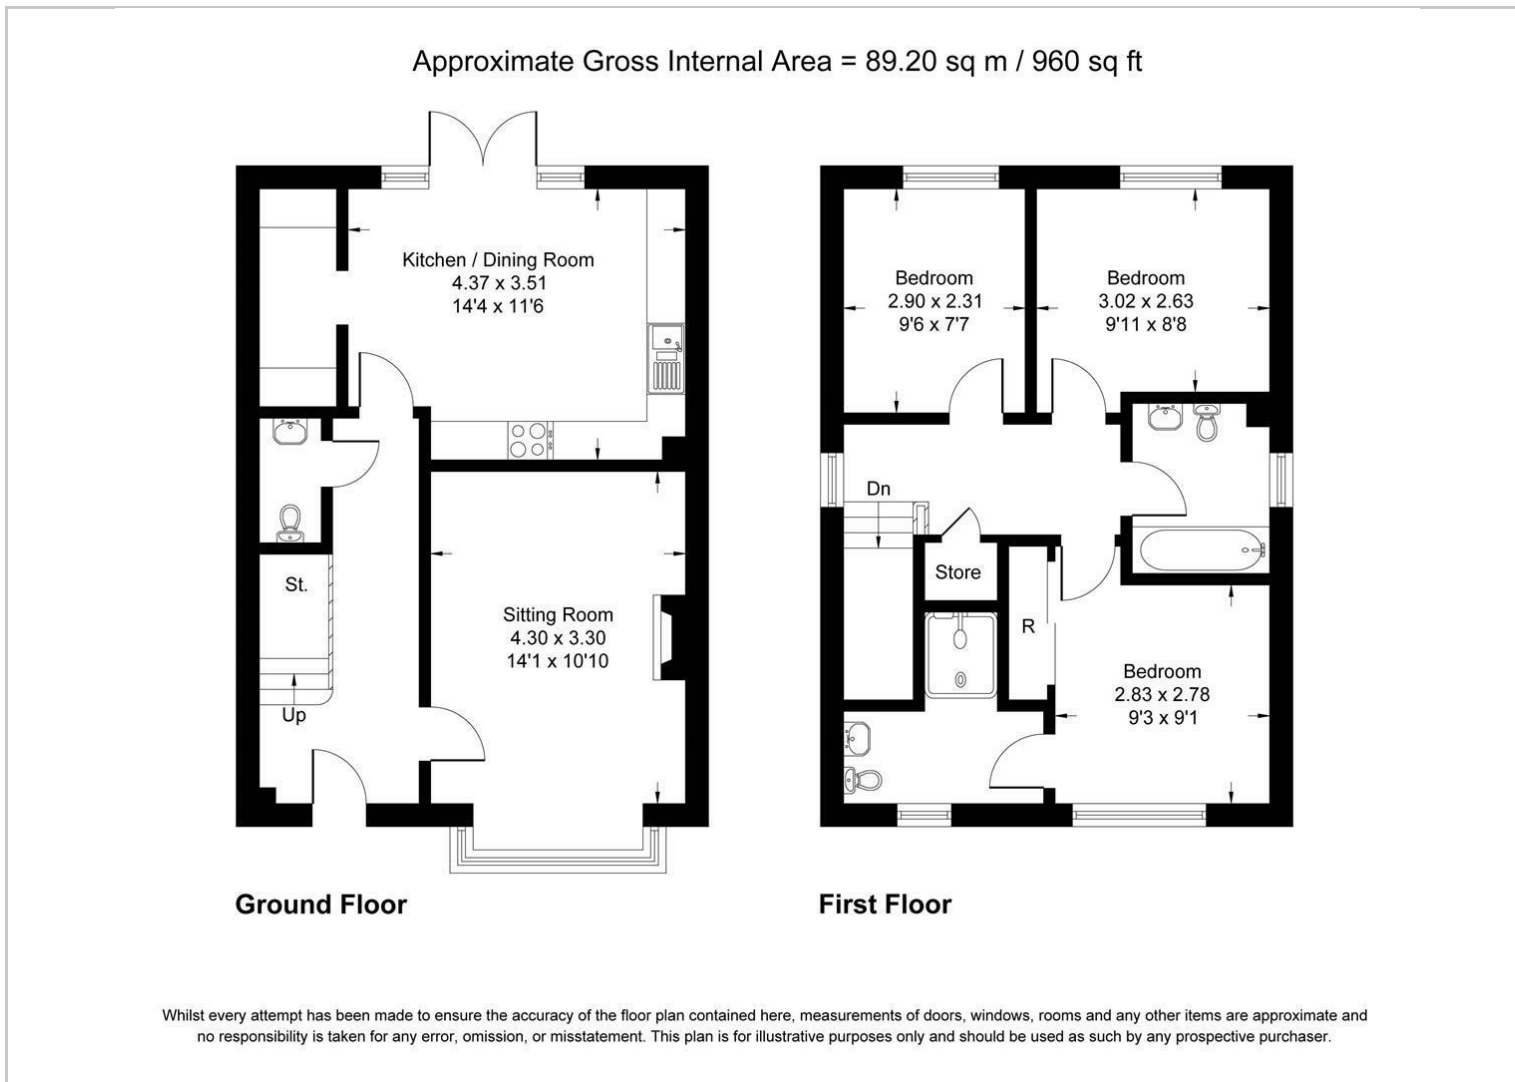 Approximate Gross Internal Area = 89.20 sq m / 960 sq ft
Kitchen / Dining Room
4.37 x 3.51
14'4 x 11'6
St.
Up
Sitting Room
4.30 x 3.30
14'1 x 10'10
Ground Floor
Bedroom
2.90 x 2.31
9'6 x 7'7
Bedroom
3.02 x 2.63
9'11 x 8'8
Dn
Store
R
Bedroom
2.83 x 2.78
9'3 x 9'1
First Floor
Whilst every attempt has been made to ensure the accuracy of the floor plan contained here, measurements of doors, windows, rooms and any other items are approximate and
no responsibility is taken for any error, omission, or misstatement. This plan is for illustrative purposes only and should be used as such by any prospective purchaser.